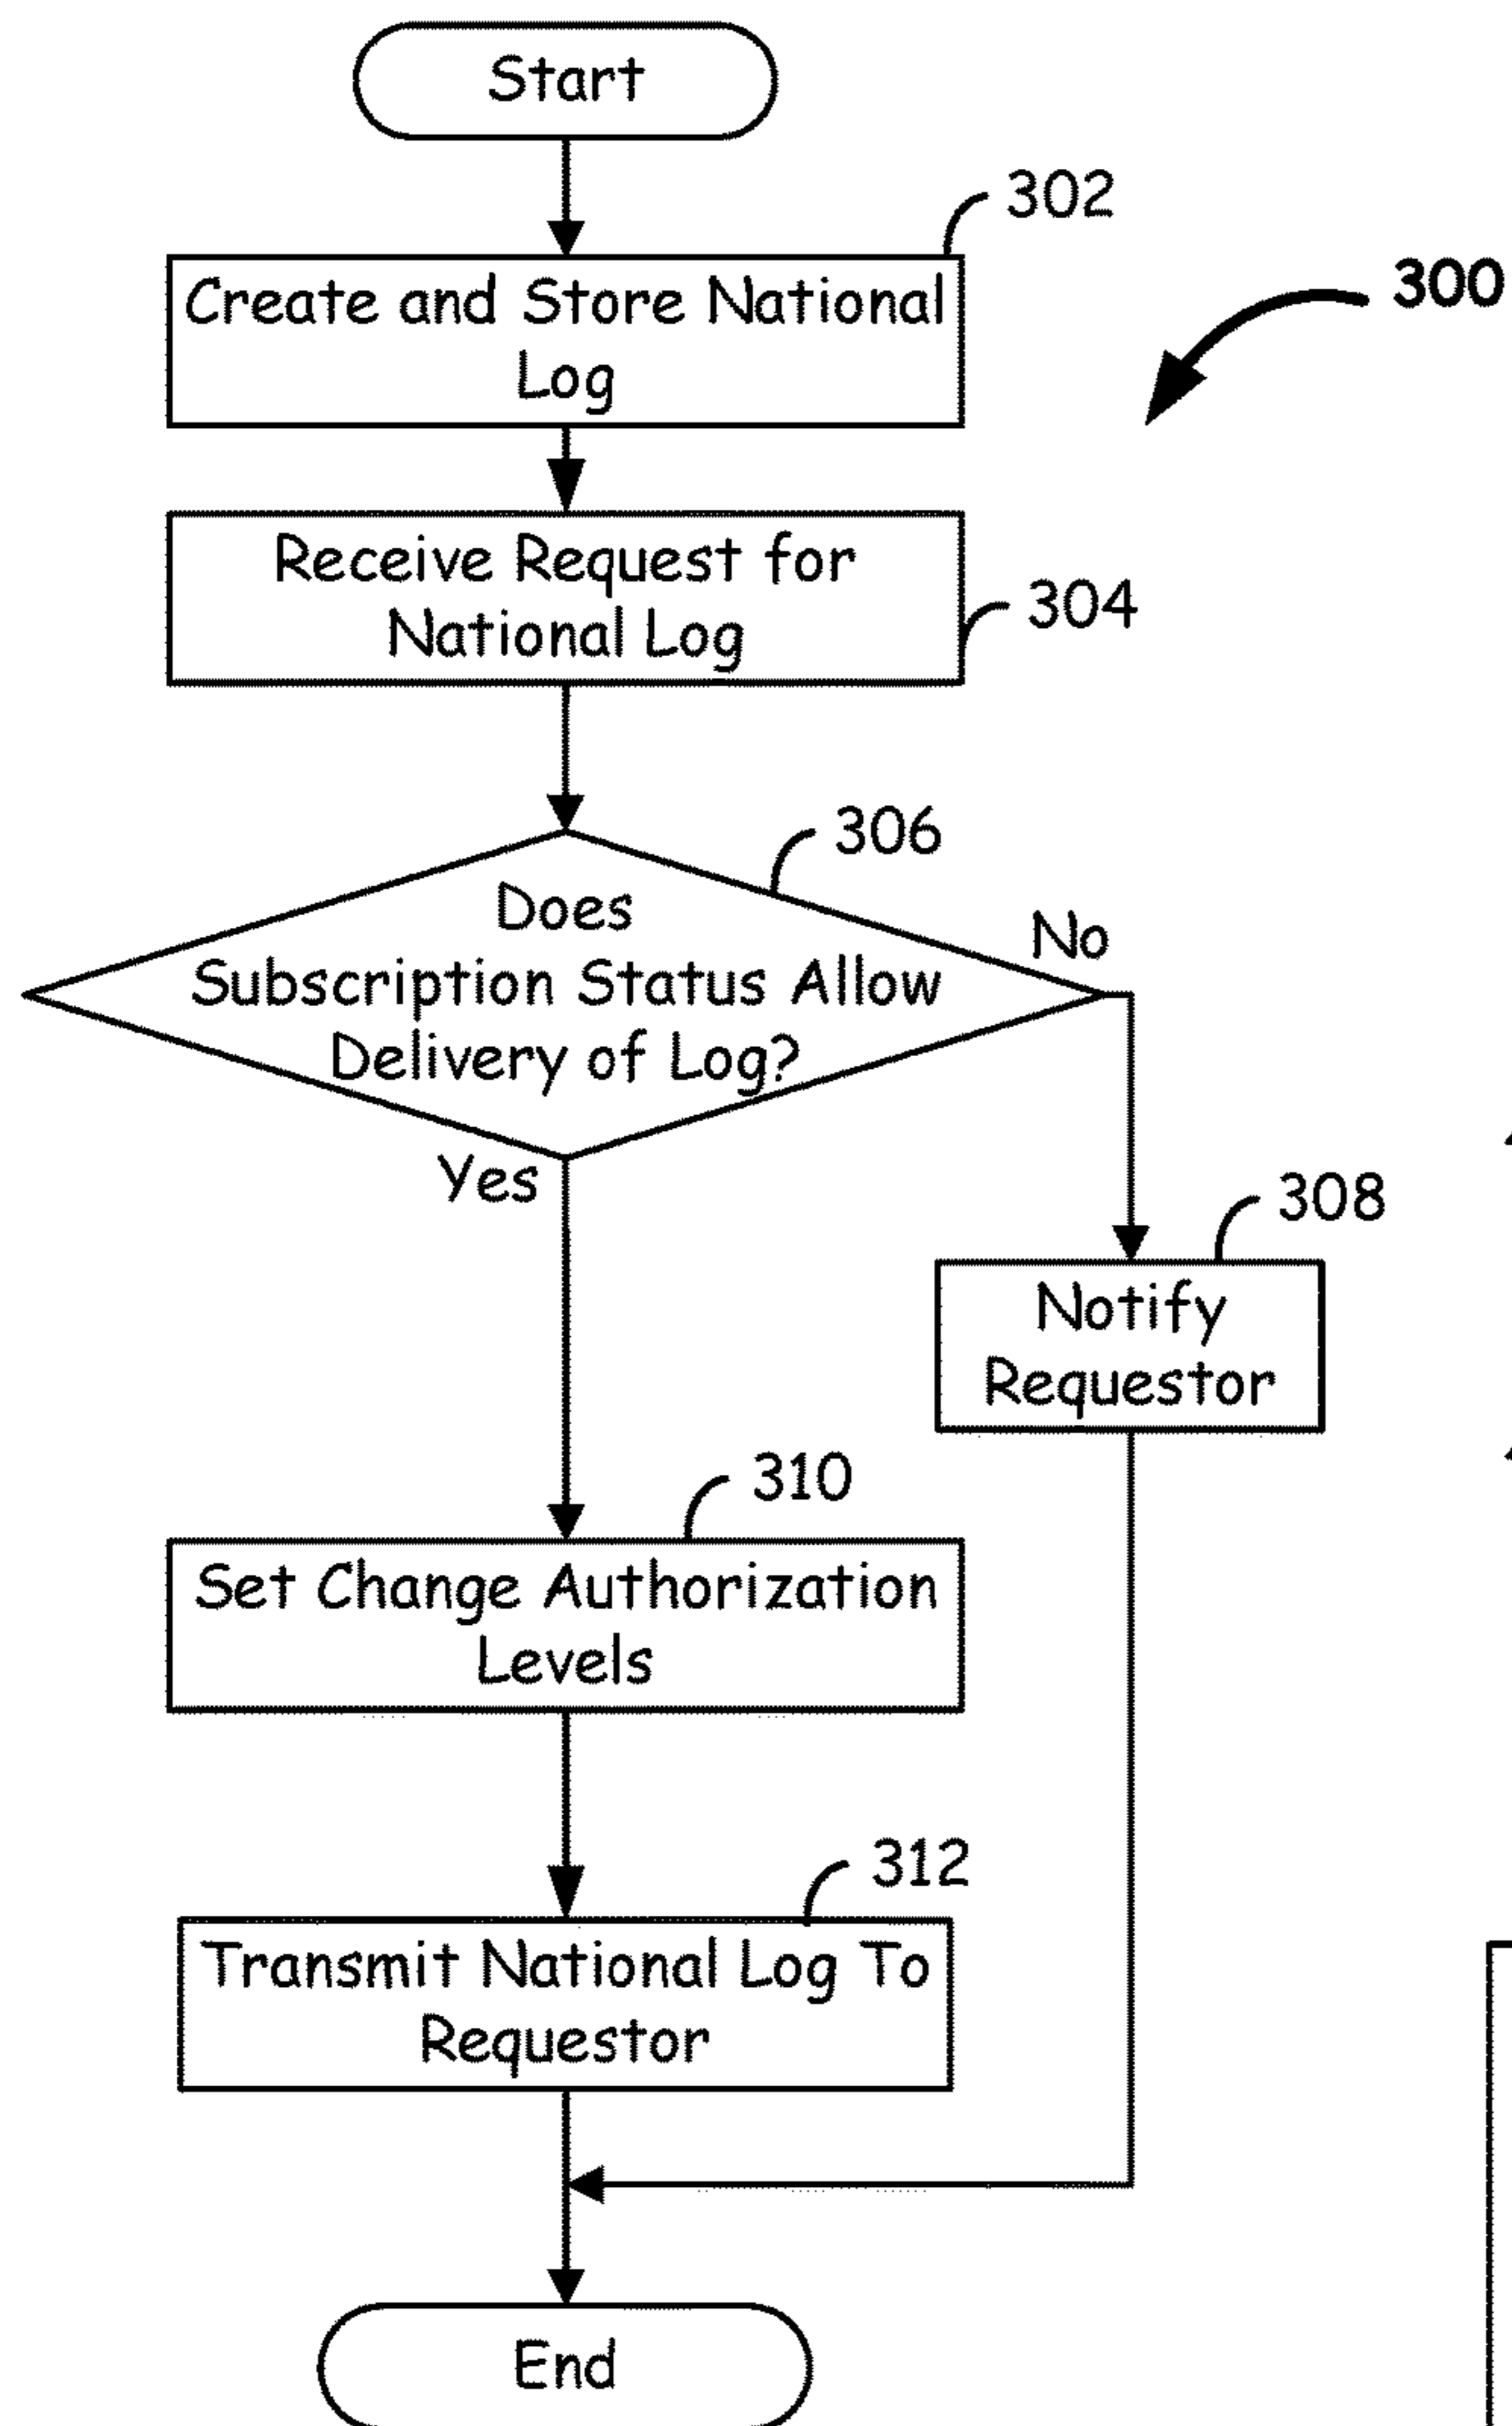 Start
302
300
Create and Store National
Log
Receive Request for
National Log
304
306
Does
Subscription Status Allow
Delivery of Log?
No
Yes
308
Notify
Requestor
310
Set Change Authorization
Levels
312
Transmit National Log To
Requestor
End